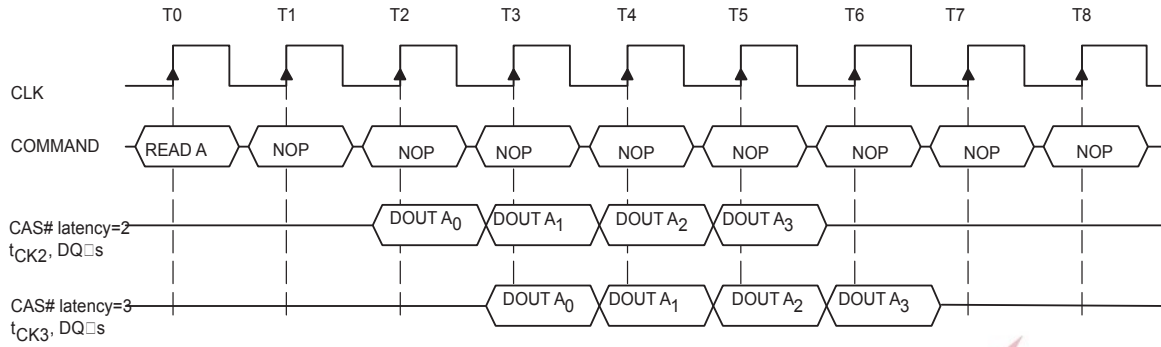 T0 T1 T2 T3 T4 T5 T6 T7 T8
CLK
COMMAND READ A NOP NOP NOP NOP NOP NOP NOP NOP
CAS# latency=2 DOUT A0 DOUT A1 DOUT A2 DOUT A3
tCK2, DQ□s
CAS# latency=3 DOUT A0 DOUT A1 DOUT A2 DOUT A3
tCK3, DQ□s